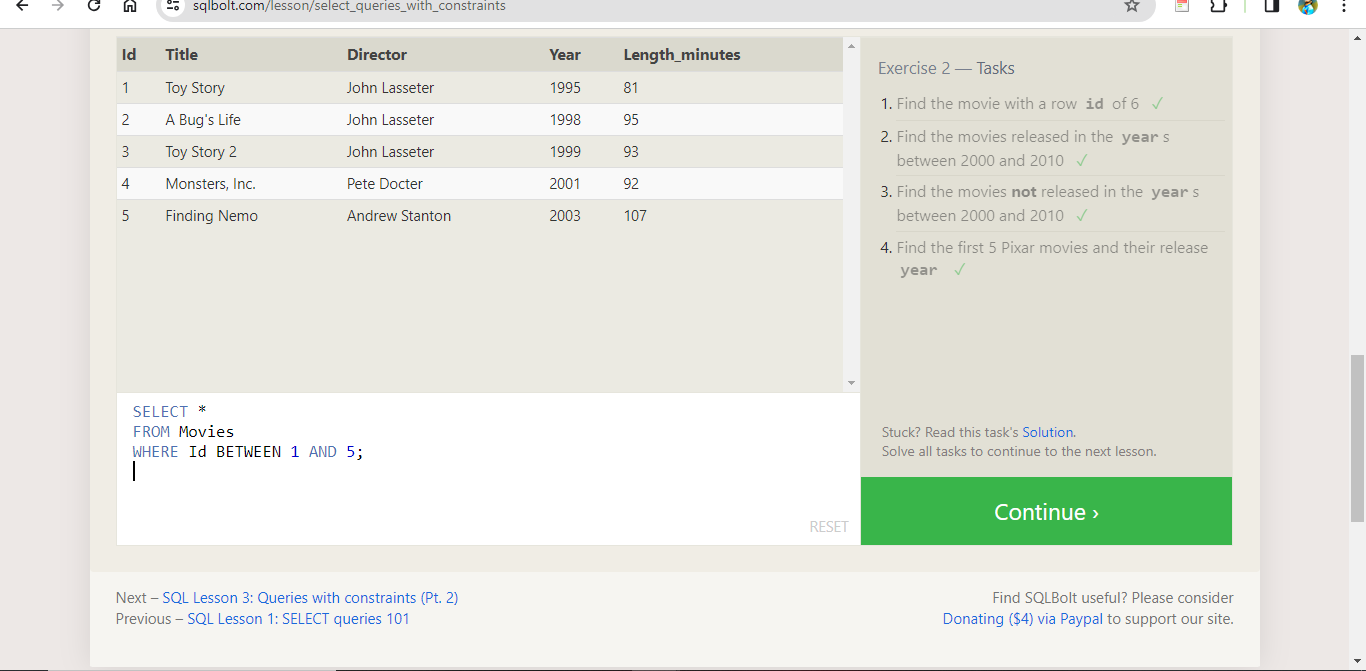 sqlbolt.com/lesson/select_queries_with_constraints
Id Title Director Year Length_minutes
1 Toy Story John Lasseter 1995 81
2 A Bug's Life John Lasseter 1998 95
3 Toy Story 2 John Lasseter 1999 93
4 Monsters, Inc. Pete Docter 2001 92
5 Finding Nemo Andrew Stanton 2003 107
SELECT *
FROM Movies
WHERE Id BETWEEN 1 AND 5;
RESET
Exercise 2 — Tasks
1. Find the movie with a row id of 6 ✓
2. Find the movies released in the year s
between 2000 and 2010 ✓
3. Find the movies not released in the year s
between 2000 and 2010 ✓
4. Find the first 5 Pixar movies and their release
year ✓
Stuck? Read this task's Solution.
Solve all tasks to continue to the next lesson.
Continue ›
Next – SQL Lesson 3: Queries with constraints (Pt. 2)
Previous – SQL Lesson 1: SELECT queries 101
Find SQLBolt useful? Please consider
Donating ($4) via Paypal to support our site.